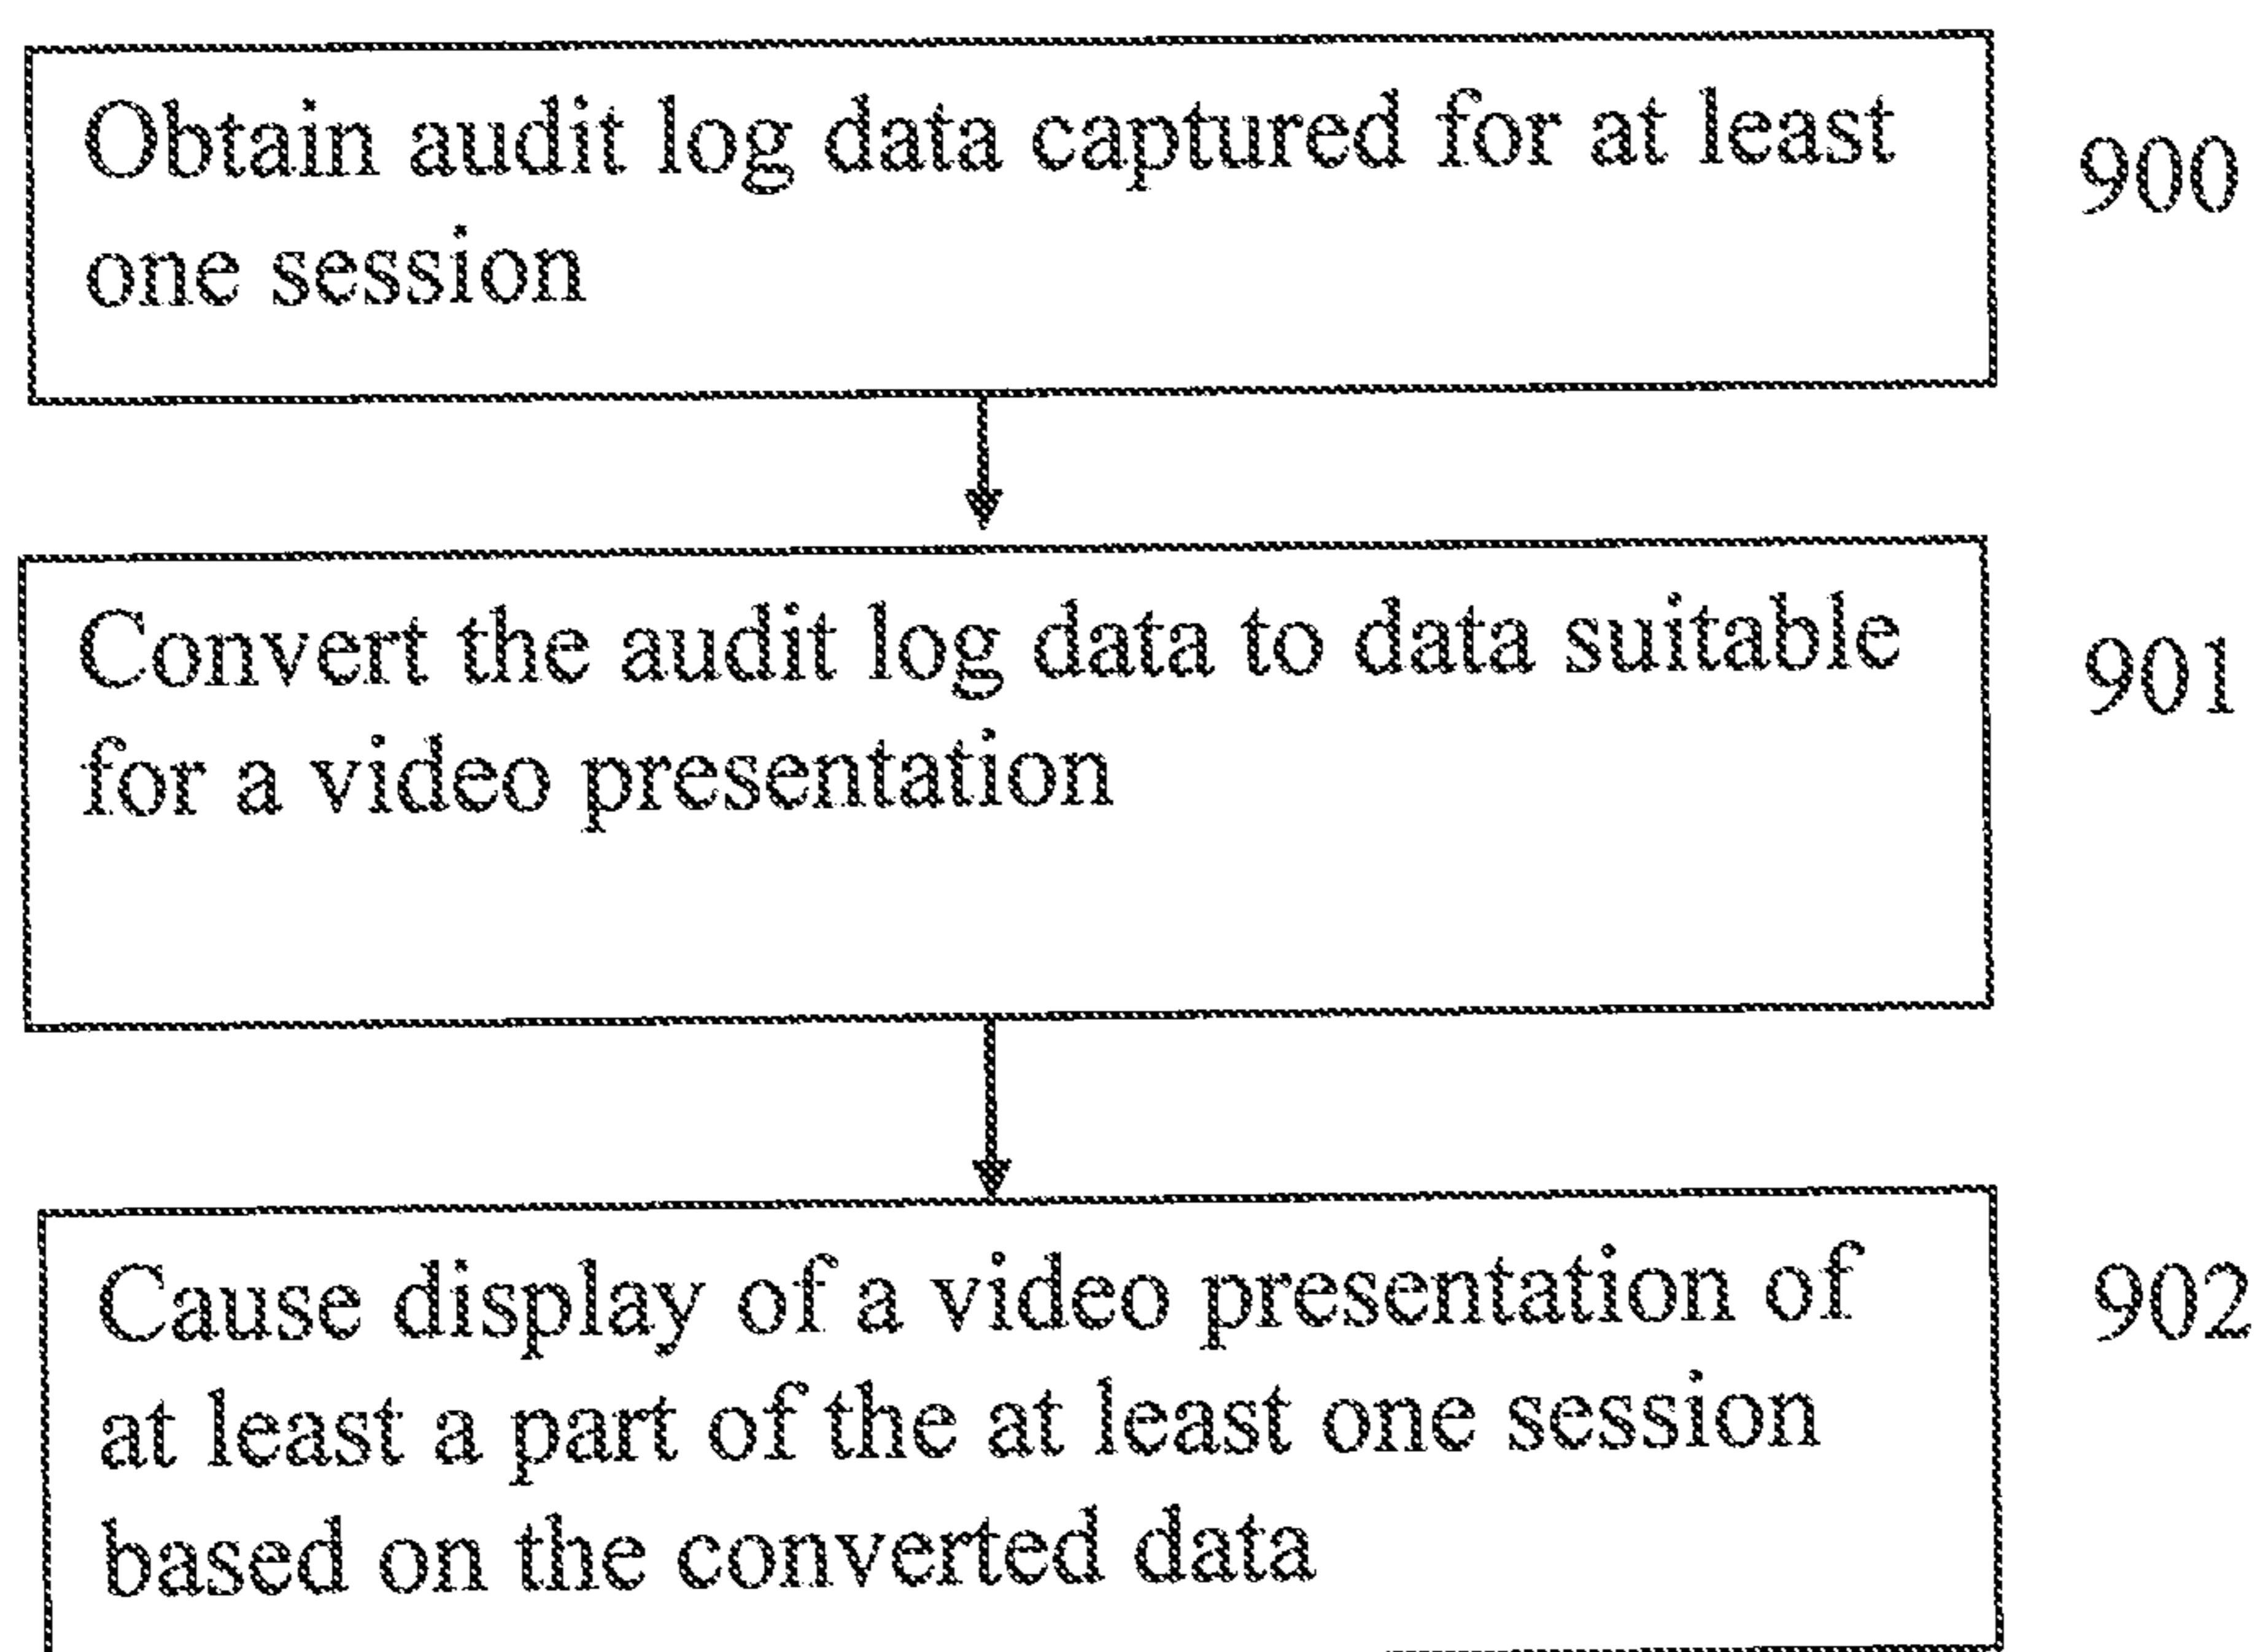 Obtain audit log data captured for at least
one session
900
Convert the audit log data to data suitable
for a video presentation
901
Cause display of a video presentation of
at least a part of the at least one session
based on the converted data
902